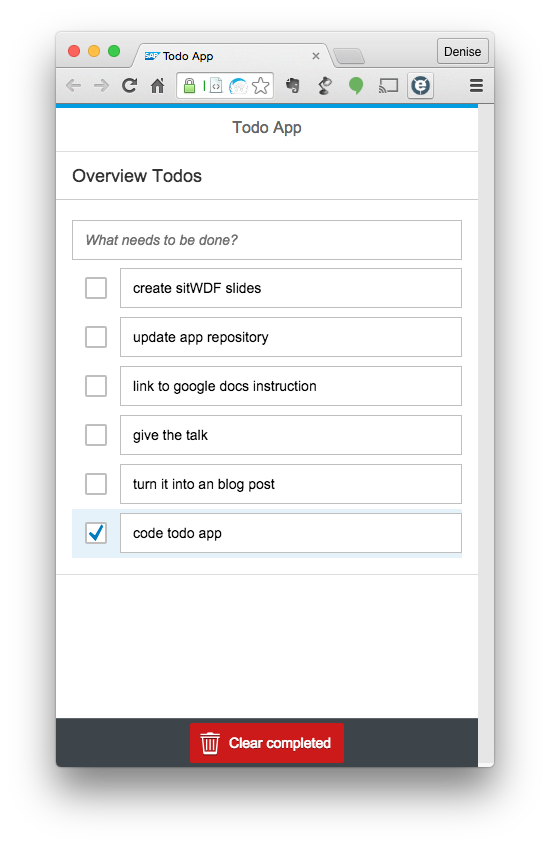 SAP Todo App
Denise
Todo App
Overview Todos
What needs to be done?
create sitWDF slides
update app repository
link to google docs instruction
give the talk
turn it into an blog post
code todo app
Clear completed